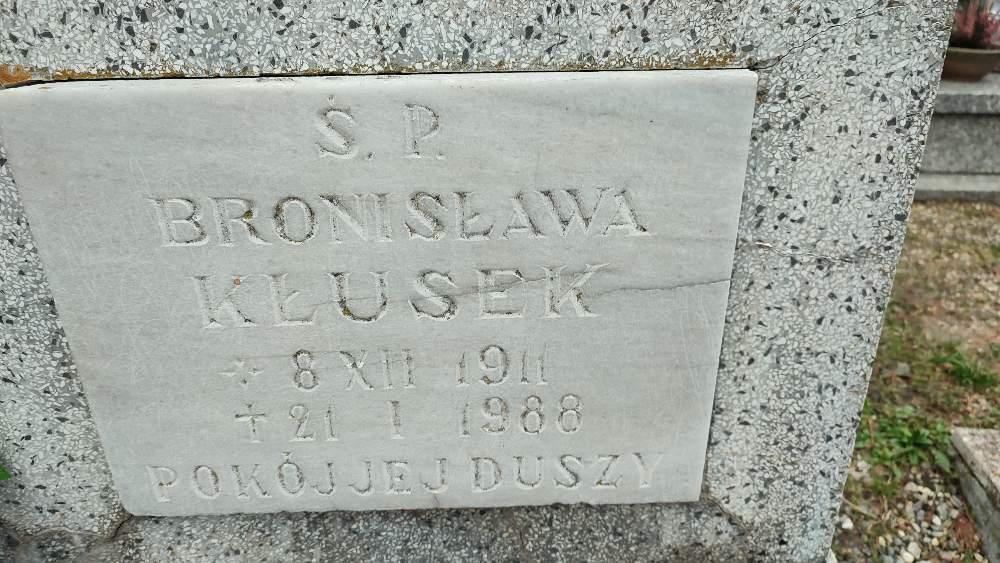 Ś. P.
BRONISŁAWA
KŁUSEK
* 8 XII 1911
+ 21 I 1988
POKÓJ JEJ DUSZY